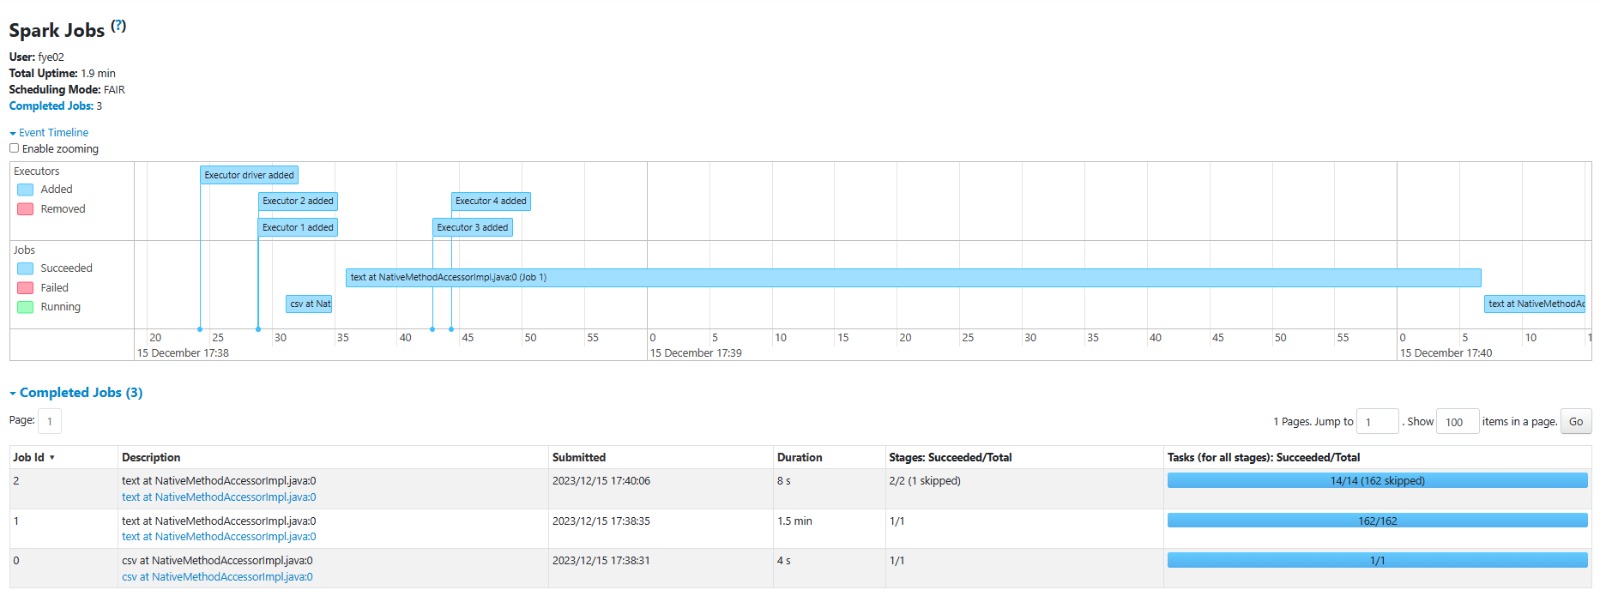 Spark Jobs (?)
User: fye02
Total Uptime: 1.9 min
Scheduling Mode: FAIR
Completed Jobs: 3
Event Timeline
Enable zooming
Executors
Added
Removed
Executor driver added
Executor 2 added
Executor 4 added
Executor 1 added
Executor 3 added
Jobs
Succeeded
Failed
Running
text at NativeMethodAccessorImpl.java:0 (Job 1)
csv at Nat
text at NativeMethodAc
20 25 30 35 40 45 50 55 0 5 10 15 20 25 30 35 40 45 50 55 0 5 10 1
15 December 17:38 15 December 17:39 15 December 17:40
Completed Jobs (3)
Page: 1
1 Pages. Jump to 1 . Show 100 items in a page. Go
Job Id ▾ Description Submitted Duration Stages: Succeeded/Total Tasks (for all stages): Succeeded/Total
2 text at NativeMethodAccessorImpl.java:0 2023/12/15 17:40:06 8 s 2/2 (1 skipped) 14/14 (162 skipped)
text at NativeMethodAccessorImpl.java:0
1 text at NativeMethodAccessorImpl.java:0 2023/12/15 17:38:35 1.5 min 1/1 162/162
text at NativeMethodAccessorImpl.java:0
0 csv at NativeMethodAccessorImpl.java:0 2023/12/15 17:38:31 4 s 1/1 1/1
csv at NativeMethodAccessorImpl.java:0